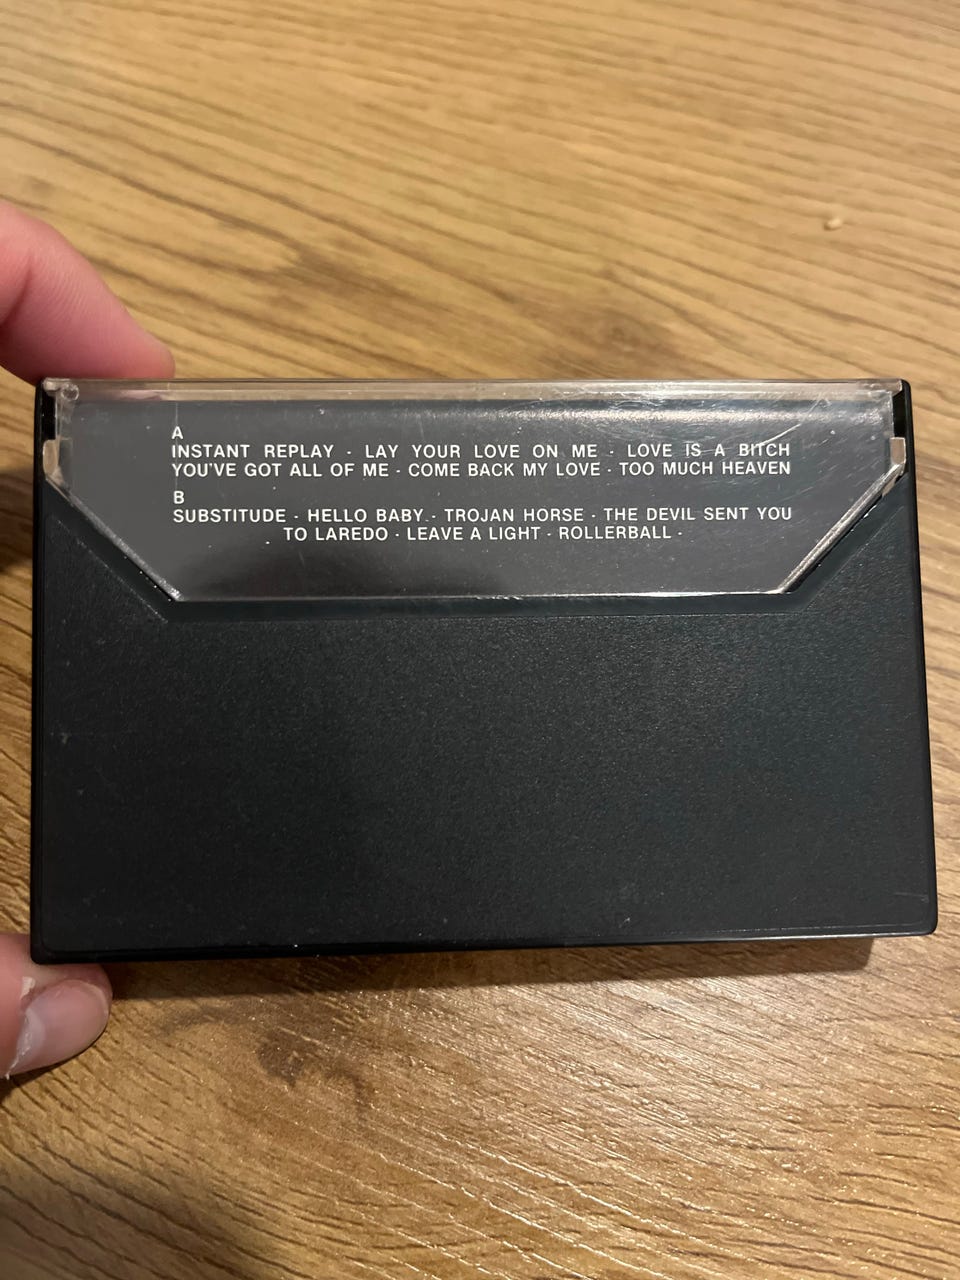 A
INSTANT REPLAY - LAY YOUR LOVE ON ME - LOVE IS A BITCH
YOU'VE GOT ALL OF ME - COME BACK MY LOVE - TOO MUCH HEAVEN
B
SUBSTITUDE - HELLO BABY - TROJAN HORSE - THE DEVIL SENT YOU
TO LAREDO - LEAVE A LIGHT - ROLLERBALL -